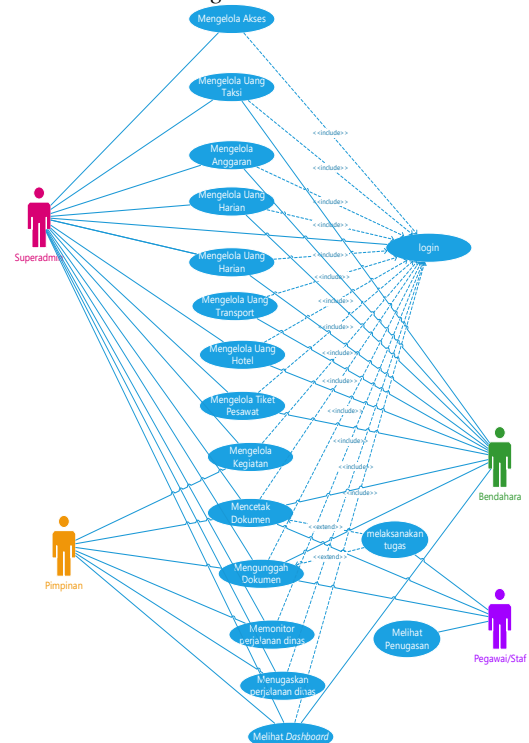 Mengelola Akses
Mengelola Uang
Taksi
<<include>>
Mengelola
Anggaran
<<include>>
Mengelola Uang
Harian
<<include>>
<<include>>
Superadmin
login
Mengelola Uang
Harian
<<include>>
<<include>>
Mengelola Uang
Transport
<<include>>
<<include>>
Mengelola Uang
Hotel
<<include>>
<<include>>
Mengelola Tiket
Pesawat
<<include>>
<<include>>
Mengelola
Kegiatan
<<include>>
<<include>>
Bendahara
Mencetak
Dokumen
<<extend>>
melaksanakan
tugas
<<extend>>
Mengunggah
Dokumen
Pimpinan
Memonitor
perjalanan dinas
Melihat
Penugasan
Pegawai/Staf
Menugaskan
perjalanan dinas
Melihat Dashboard